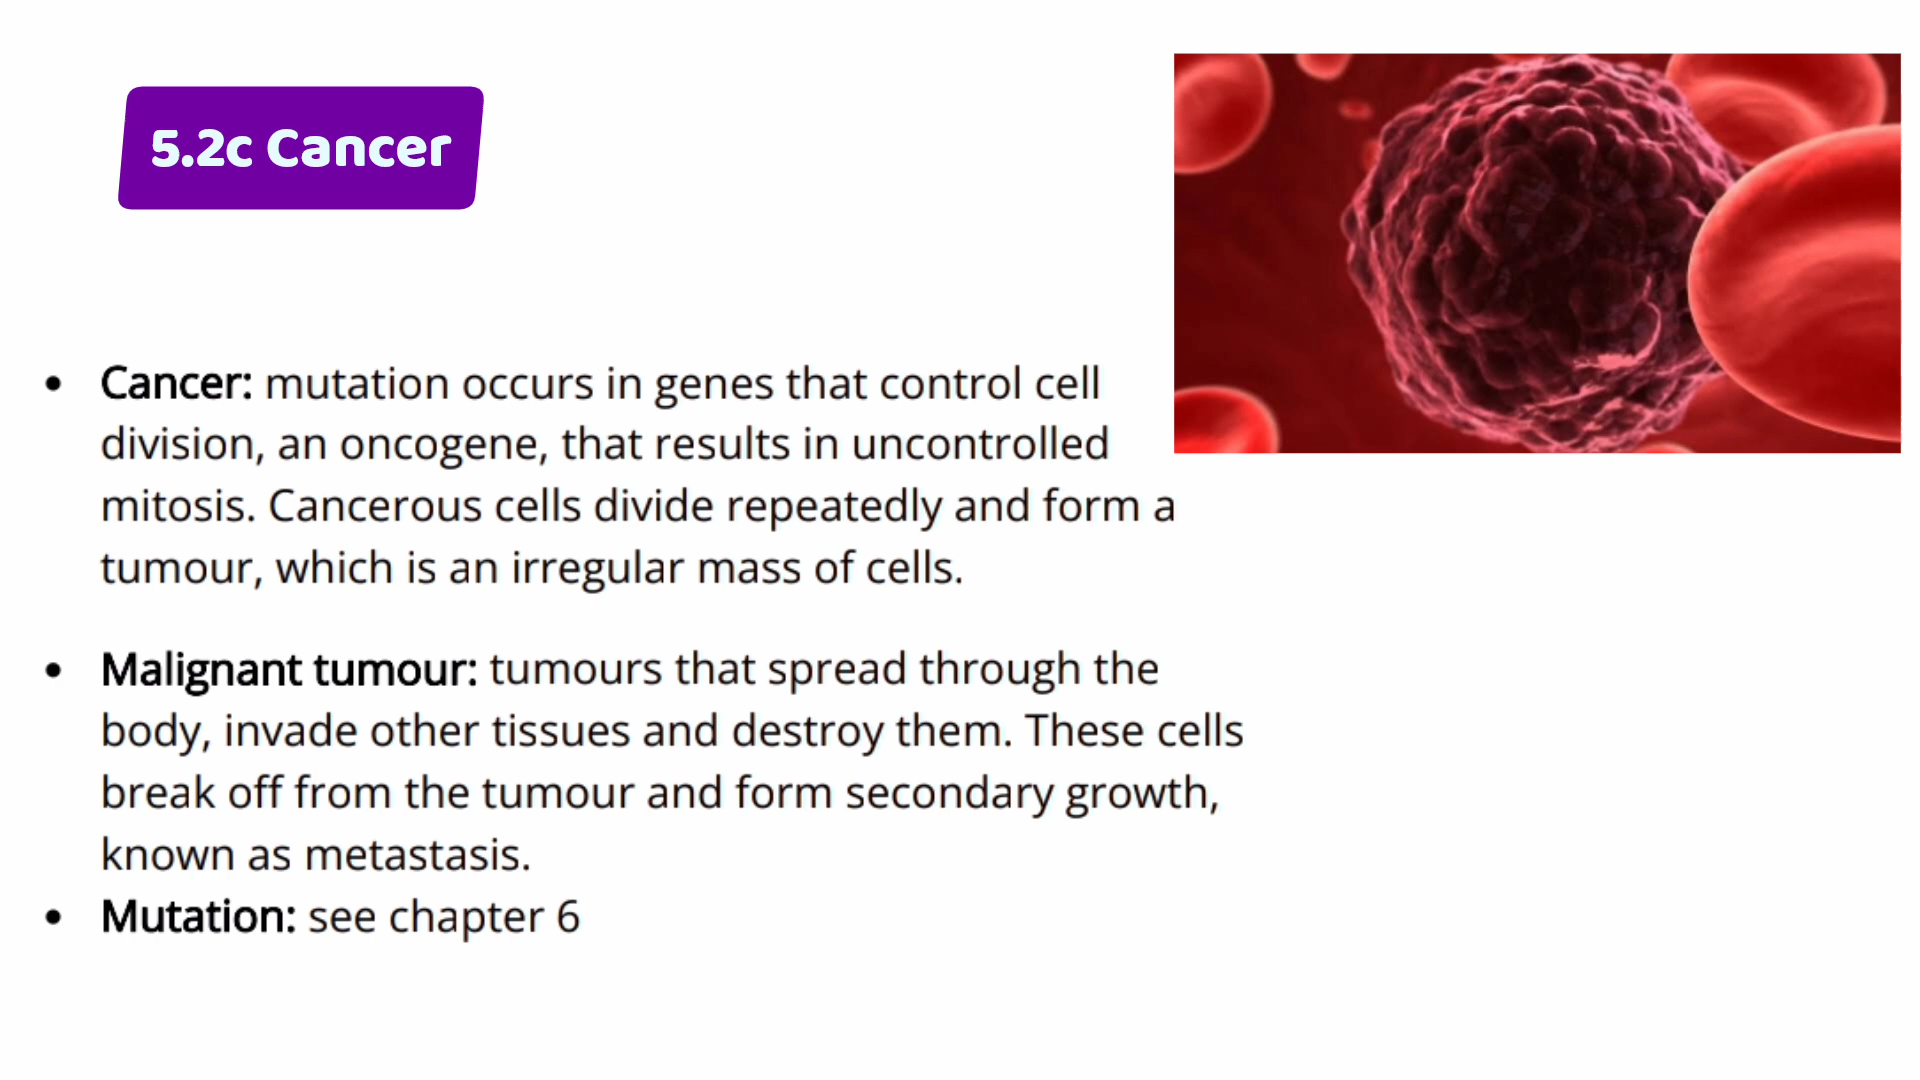 5.2c Cancer
• Cancer: mutation occurs in genes that control cell
division, an oncogene, that results in uncontrolled
mitosis. Cancerous cells divide repeatedly and form a
tumour, which is an irregular mass of cells.
• Malignant tumour: tumours that spread through the
body, invade other tissues and destroy them. These cells
break off from the tumour and form secondary growth,
known as metastasis.
• Mutation: see chapter 6